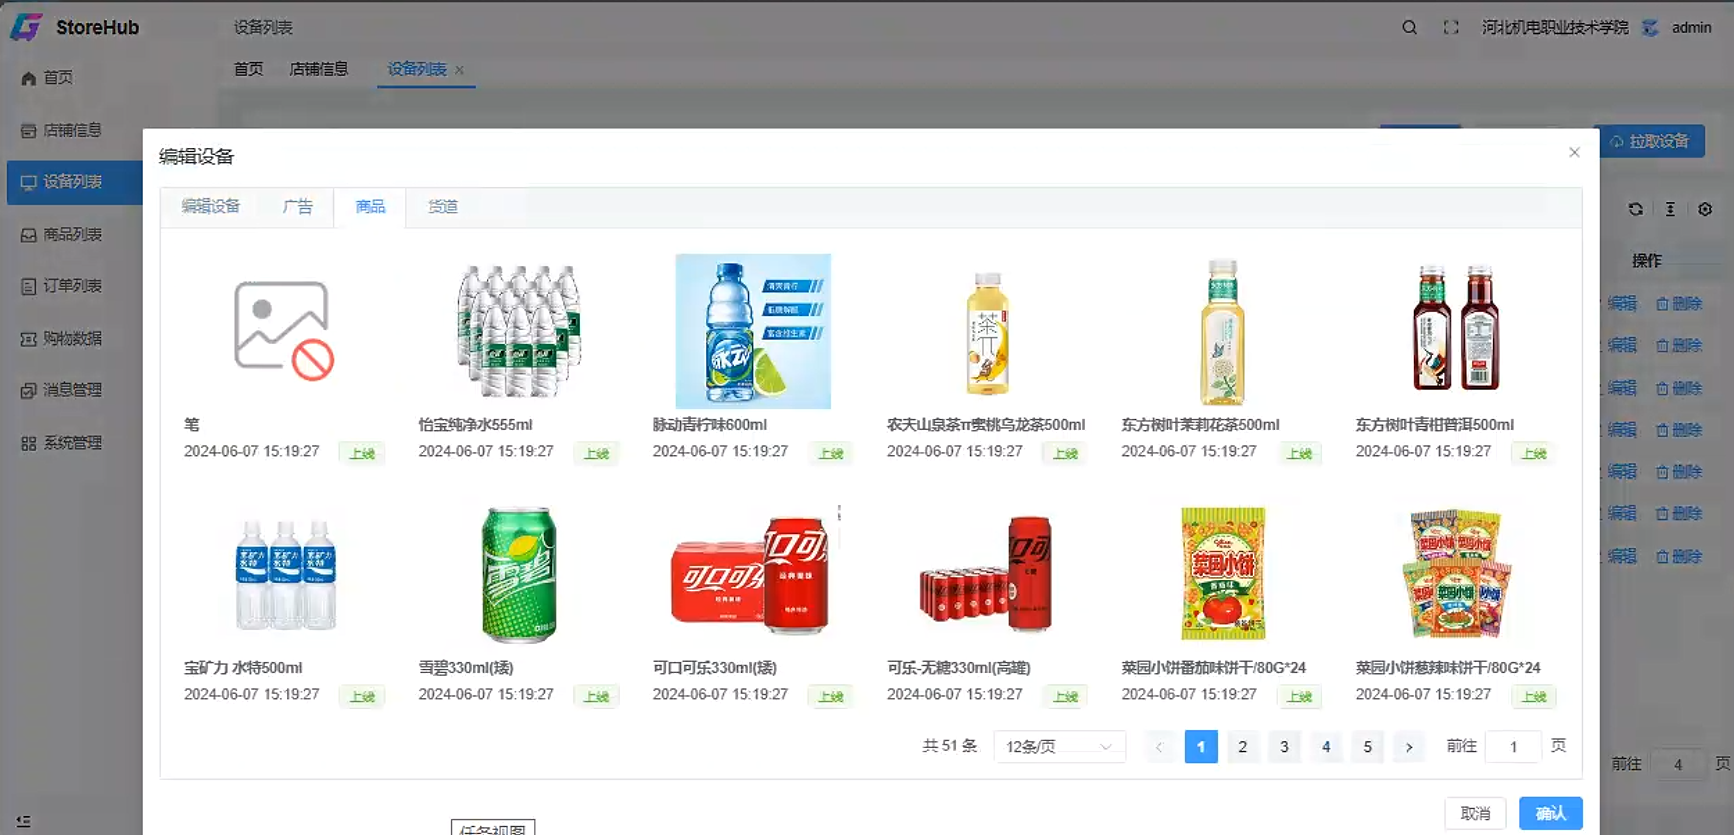 StoreHub
设备列表
河北机电职业技术学院
admin
首页
店铺信息
设备列表
首页
店铺信息
设备列表
商品列表
订单列表
购物数据
消息管理
系统管理
拉取设备
操作
编辑 删除
编辑 删除
编辑 删除
编辑 删除
编辑 删除
编辑 删除
编辑 删除
前往 4 页
编辑设备
编辑设备 广告 商品 货道
笔
2024-06-07 15:19:27 上线
怡宝纯净水555ml
2024-06-07 15:19:27 上线
脉动青柠味600ml
2024-06-07 15:19:27 上线
农夫山泉茶π蜜桃乌龙茶500ml
2024-06-07 15:19:27 上线
东方树叶茉莉花茶500ml
2024-06-07 15:19:27 上线
东方树叶青柑普洱500ml
2024-06-07 15:19:27 上线
宝矿力
水特
宝矿力 水特500ml
2024-06-07 15:19:27 上线
雪碧
雪碧330ml(矮)
2024-06-07 15:19:27 上线
可口可乐330ml(矮)
2024-06-07 15:19:27 上线
可乐-无糖330ml(高罐)
2024-06-07 15:19:27 上线
菜园小饼
菜园小饼番茄味饼干/80G*24
2024-06-07 15:19:27 上线
菜园小饼
菜园小饼葱辣味饼干/80G*24
2024-06-07 15:19:27 上线
共 51 条 12条/页 1 2 3 4 5 前往 1 页
取消 确认
任务视图